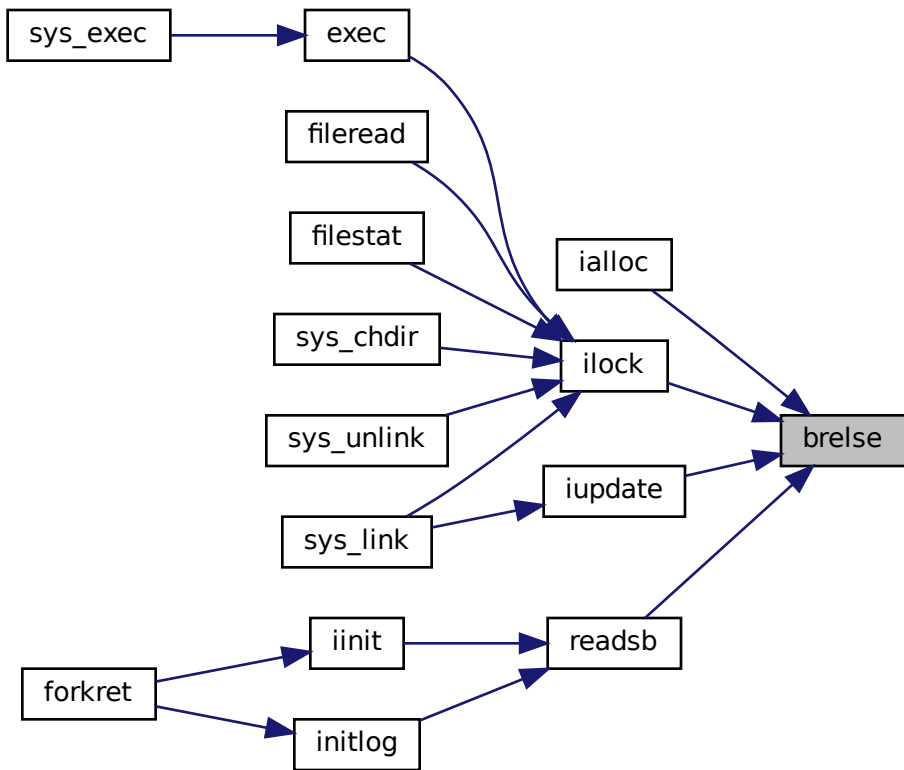 sys_exec
exec
fileread
filestat
ialloc
sys_chdir
ilock
sys_unlink
brelse
iupdate
sys_link
iinit
readsb
forkret
initlog